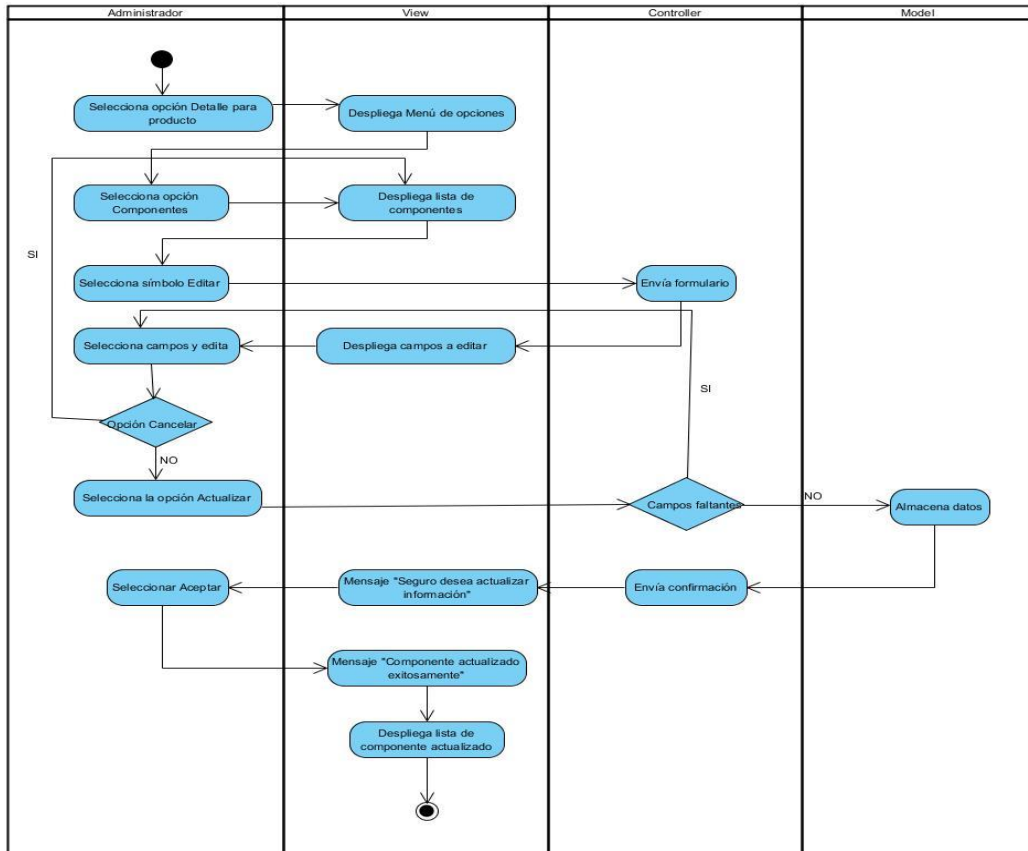 Administrador
View
Controller
Model
Selecciona opción Detalle para
producto
Despliega Menú de opciones
Selecciona opción
Componentes
Despliega lista de
componentes
SI
Selecciona símbolo Editar
Envía formulario
Selecciona campos y edita
Despliega campos a editar
SI
Opción Cancelar
NO
Selecciona la opción Actualizar
Campos faltantes
NO
Almacena datos
Seleccionar Aceptar
Mensaje "Seguro desea actualizar
información"
Envía confirmación
Mensaje "Componente actualizado
exitosamente"
Despliega lista de
componente actualizado